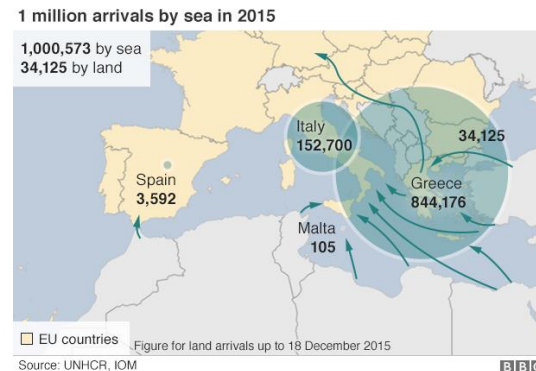 1 million arrivals by sea in 2015
1,000,573 by sea
34,125 by land
Italy
152,700
34,125
Spain
3,592
Greece
844,176
Malta
105
EU countries
Figure for land arrivals up to 18 December 2015
Source: UNHCR, IOM
BBC